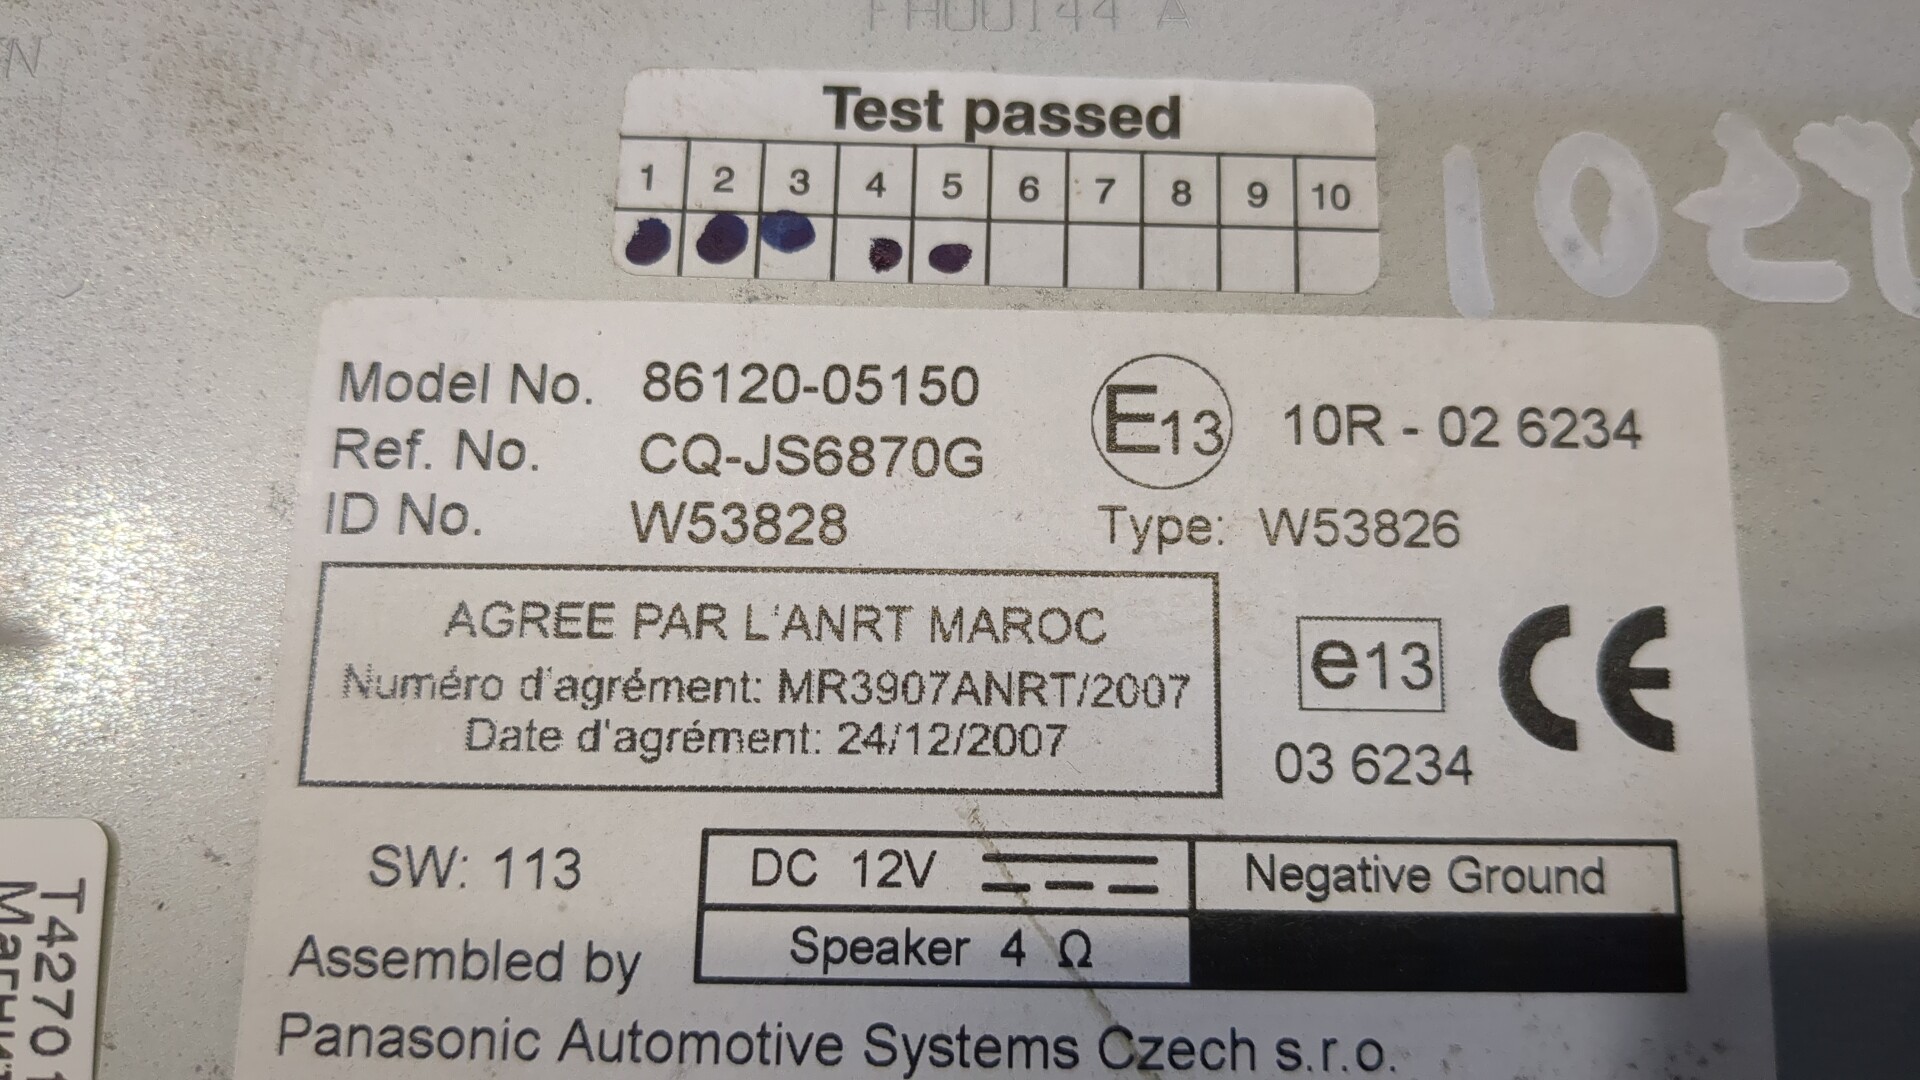 Test passed
1 2 3 4 5 6 7 8 9 10
Model No. 86120-05150
Ref. No. CQ-JS6870G
ID No. W53828
E13 10R - 02 6234
Type: W53826
AGREE PAR L'ANRT MAROC
Numéro d'agrément: MR3907ANRT/2007
Date d'agrément: 24/12/2007
e13 CE
03 6234
SW: 113
DC 12V Negative Ground
Speaker 4 Ω
Assembled by
Panasonic Automotive Systems Czech s.r.o.